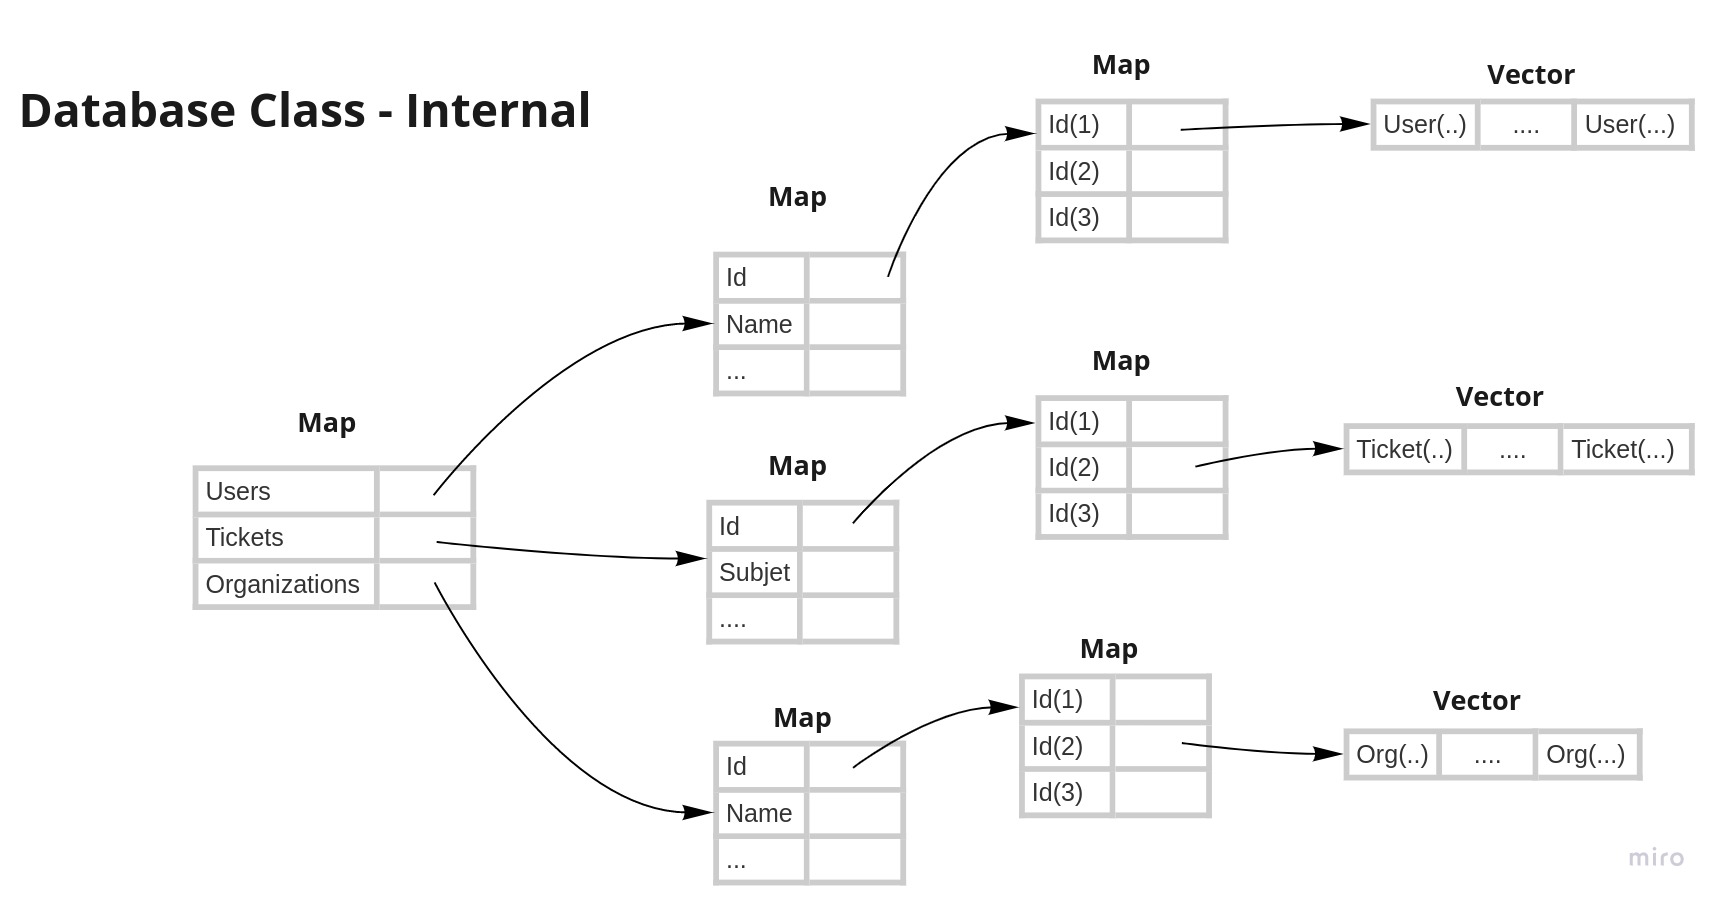 Database Class - Internal
Map
Users
Tickets
Organizations
Map
Id
Name
...
Map
Id(1)
Id(2)
Id(3)
Vector
User(..) .... User(...)
Map
Id
Subjet
....
Map
Id(1)
Id(2)
Id(3)
Vector
Ticket(..) .... Ticket(...)
Map
Id
Name
...
Map
Id(1)
Id(2)
Id(3)
Vector
Org(..) .... Org(...)
miro